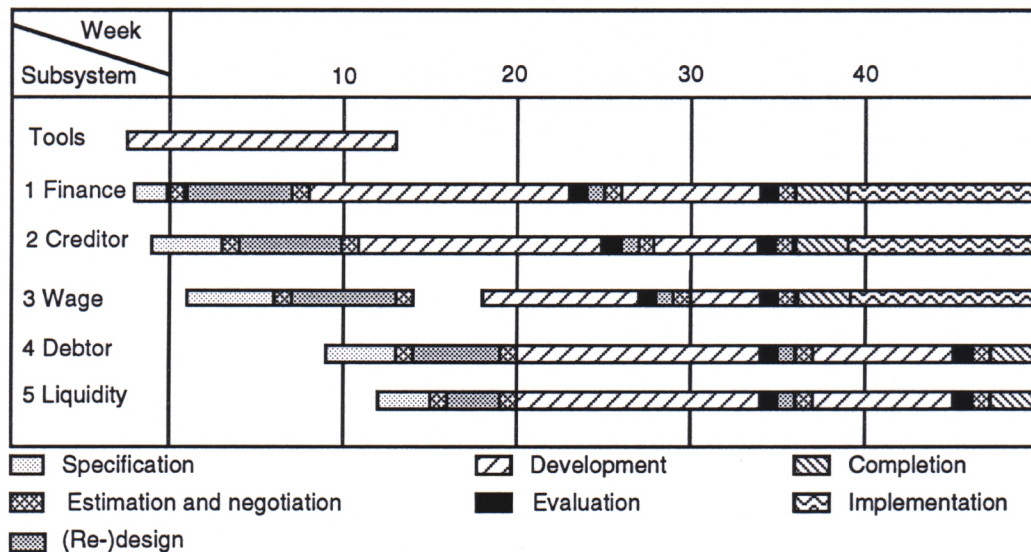 Week
Subsystem
10 20 30 40
Tools
1 Finance
2 Creditor
3 Wage
4 Debtor
5 Liquidity
Specification Development Completion
Estimation and negotiation Evaluation Implementation
(Re-)design